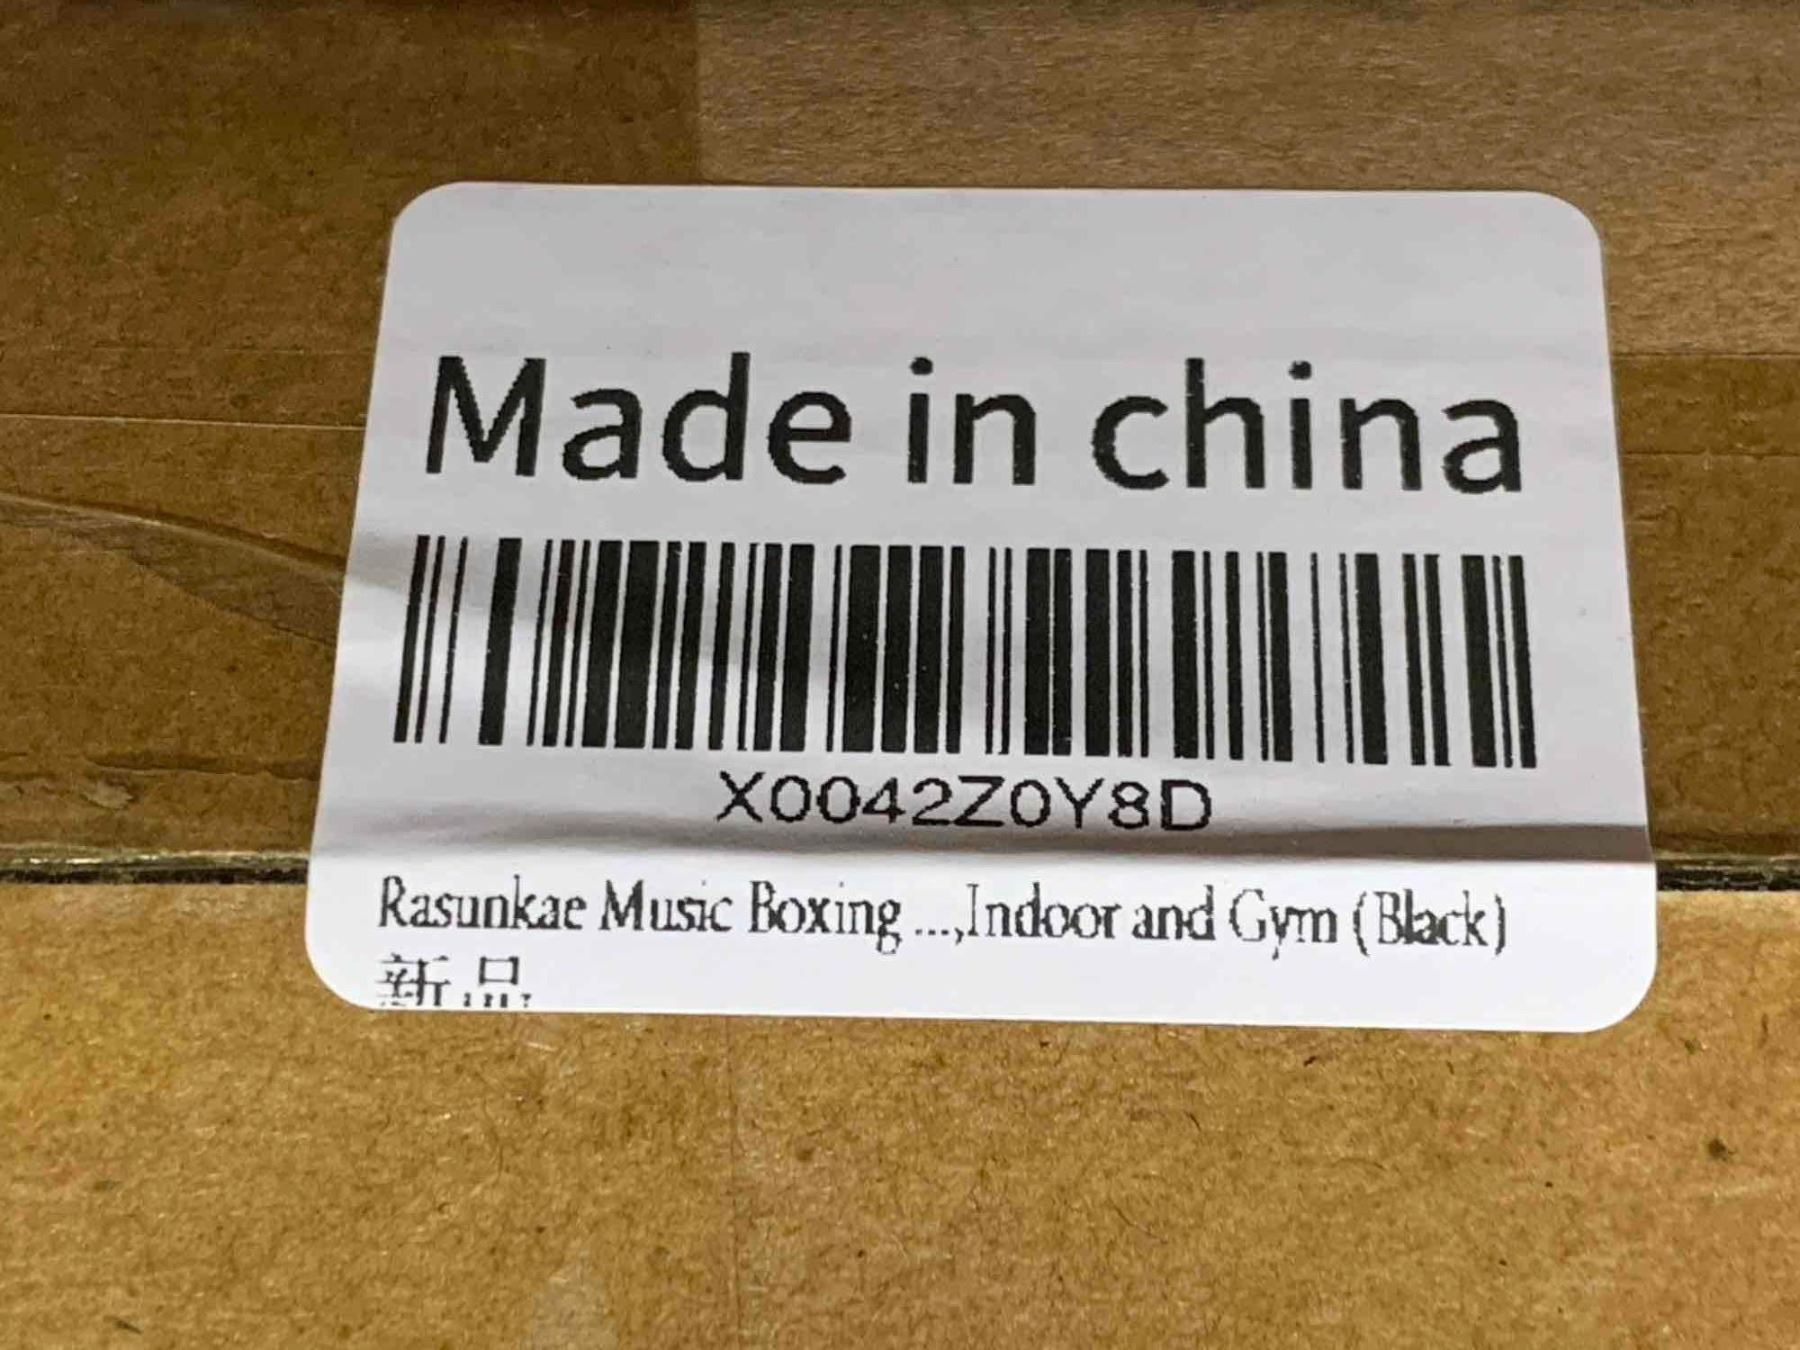 Made in china
X0042Z0Y8D
Rasunkae Music Boxing ...,Indoor and Gym (Black)
新品